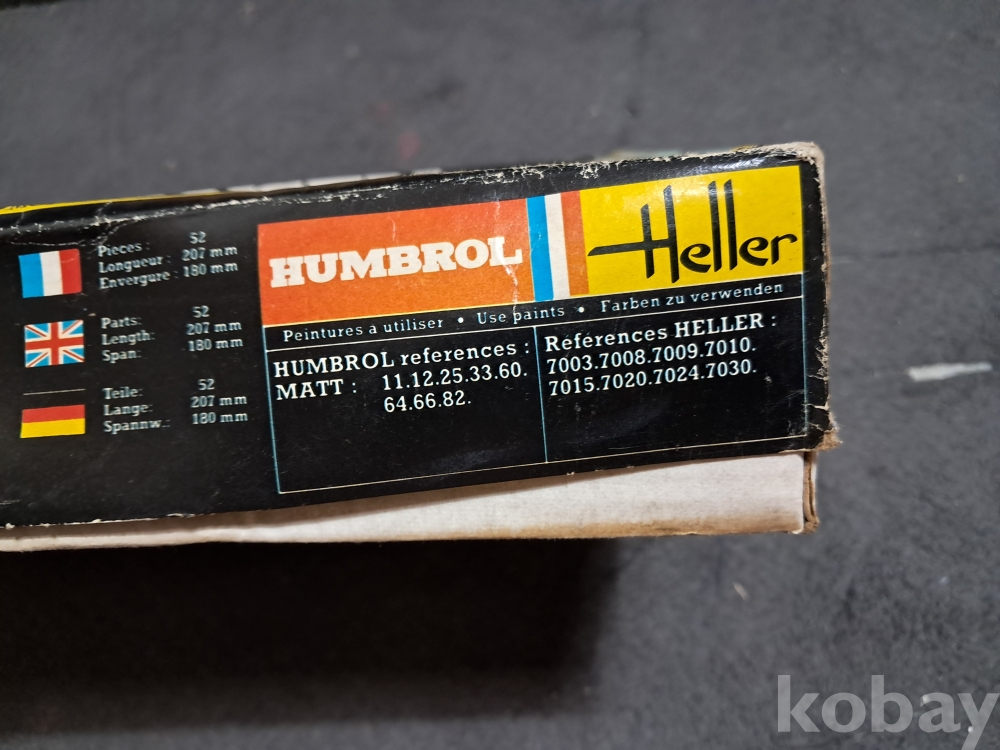 Pieces : 52
Longueur : 207 mm
Envergure : 180 mm
Parts: 52
Length: 207 mm
Span: 180 mm
Teile: 52
Lange: 207 mm
Spannw.: 180 mm
HUMBROL
Heller
Peintures à utiliser • Use paints • Farben zu verwenden
HUMBROL references :
MATT : 11.12.25.33.60.
64.66.82.
Références HELLER :
7003.7008.7009.7010.
7015.7020.7024.7030.
kobay